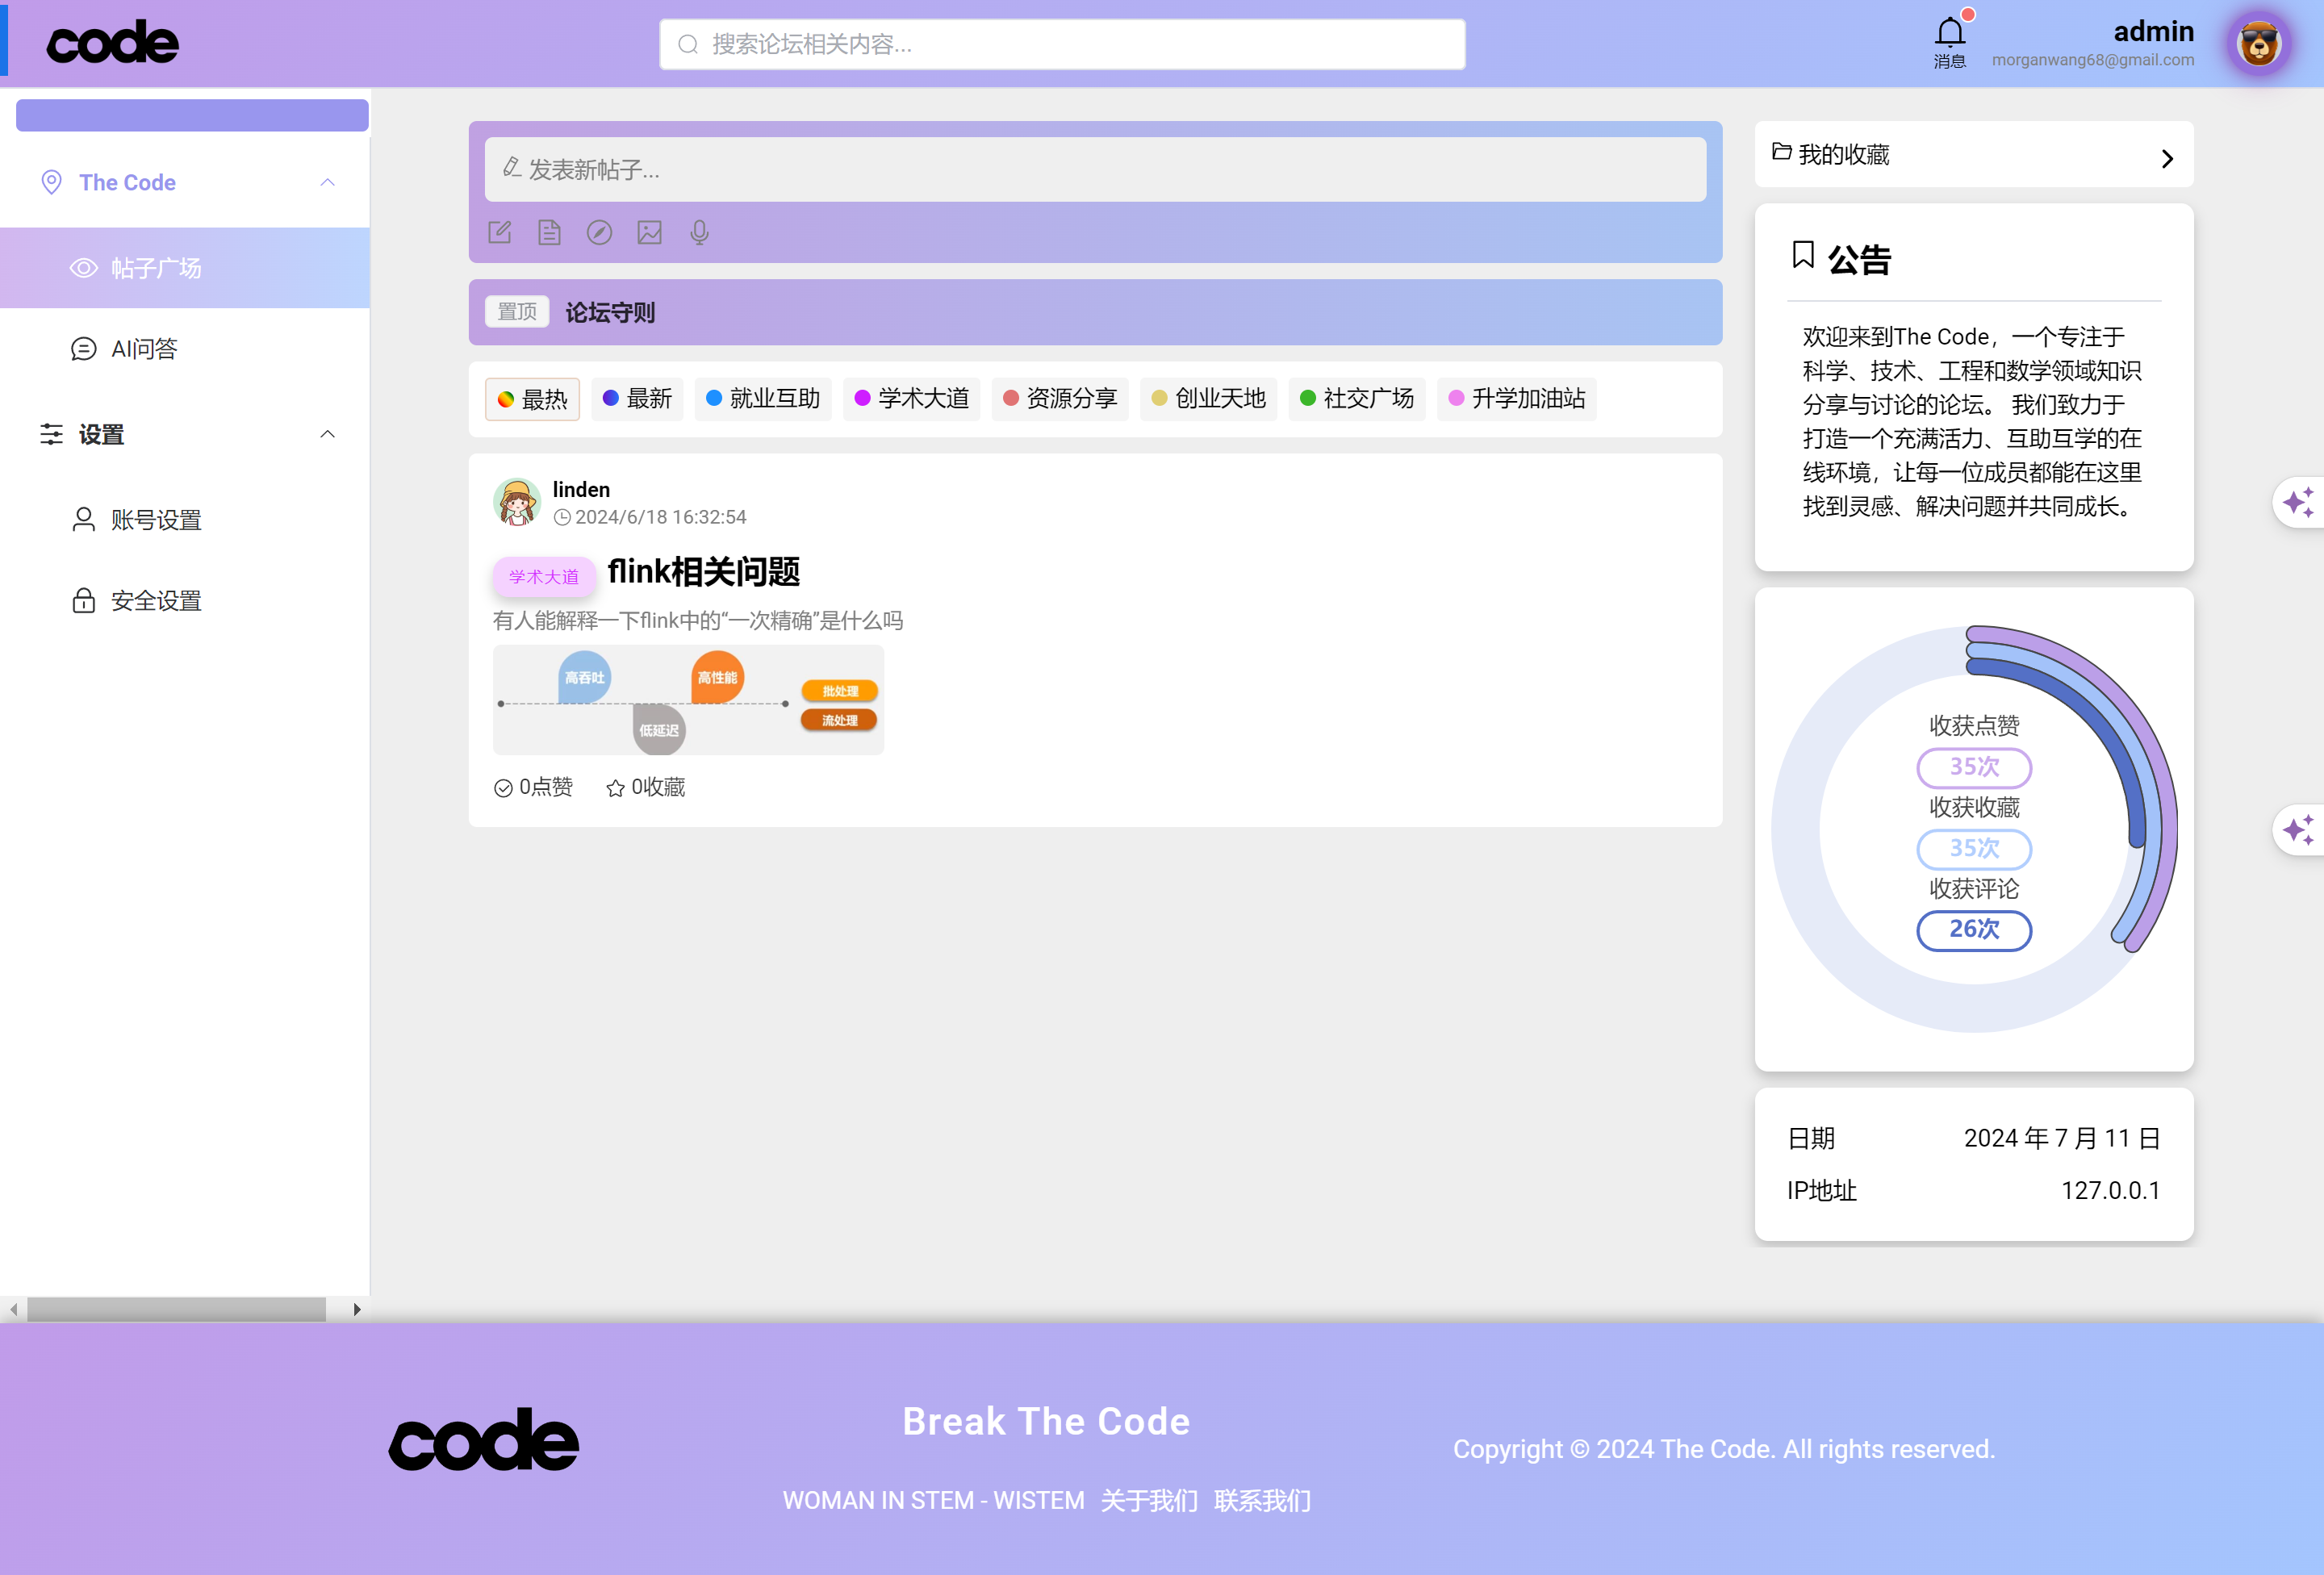 code
搜索论坛相关内容...
消息
admin
morganwang68@gmail.com
The Code
帖子广场
AI问答
设置
账号设置
安全设置
发表新帖子...
置顶 论坛守则
最热 最新 就业互助 学术大道 资源分享 创业天地 社交广场 升学加油站
linden
2024/6/18 16:32:54
学术大道 flink相关问题
有人能解释一下flink中的“一次精确”是什么吗
高吞吐 高性能
低延迟
批处理
流处理
0点赞 0收藏
我的收藏
公告
欢迎来到The Code，一个专注于
科学、技术、工程和数学领域知识
分享与讨论的论坛。 我们致力于
打造一个充满活力、互助互学的在
线环境，让每一位成员都能在这里
找到灵感、解决问题并共同成长。
收获点赞
35次
收获收藏
35次
收获评论
26次
日期 2024 年 7 月 11 日
IP地址 127.0.0.1
code
Break The Code
WOMAN IN STEM - WISTEM 关于我们 联系我们
Copyright © 2024 The Code. All rights reserved.